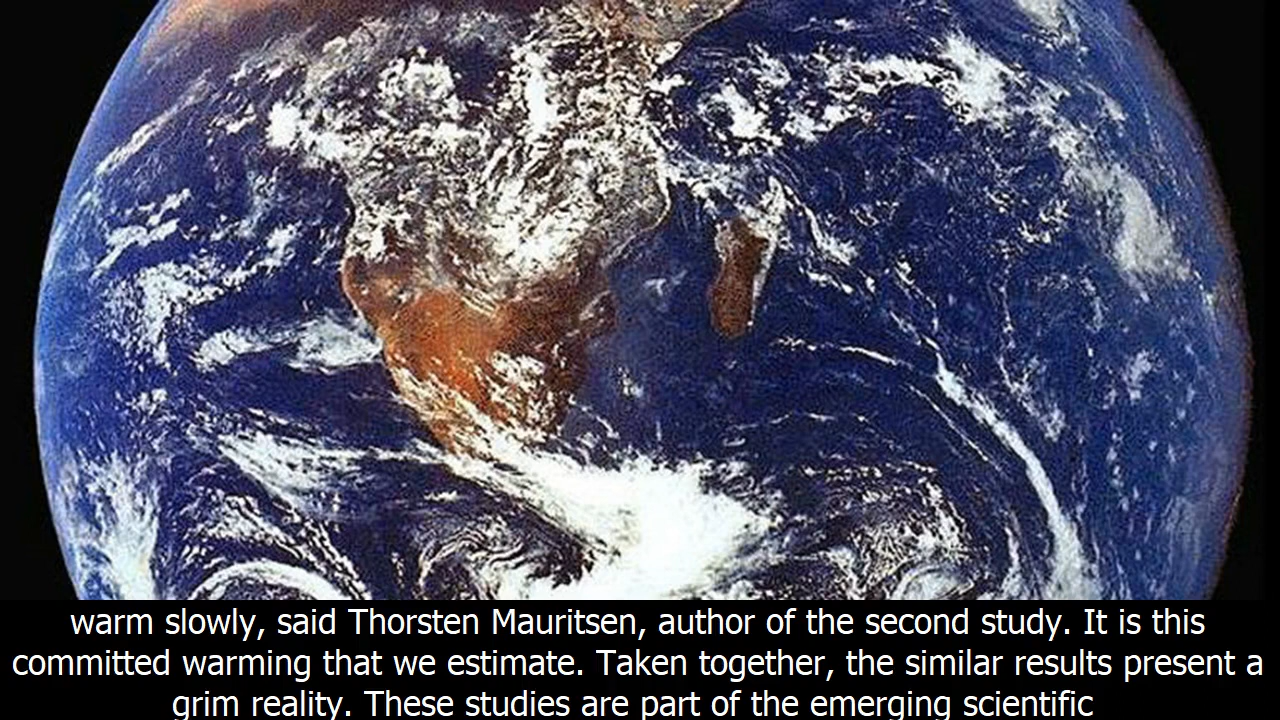 warm slowly, said Thorsten Mauritsen, author of the second study. It is this
committed warming that we estimate. Taken together, the similar results present a
grim reality. These studies are part of the emerging scientific